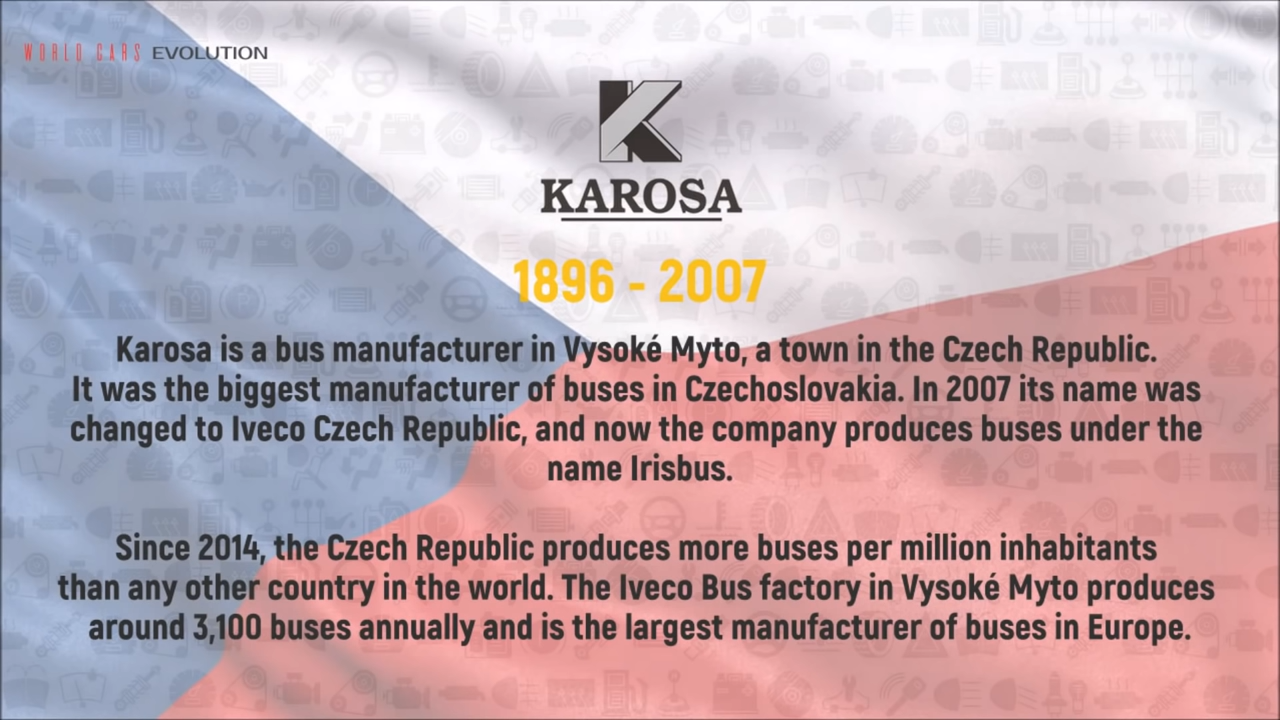 WORLD CARS EVOLUTION
KAROSA
1896 - 2007
Karosa is a bus manufacturer in Vysoké Myto, a town in the Czech Republic.
It was the biggest manufacturer of buses in Czechoslovakia. In 2007 its name was
changed to Iveco Czech Republic, and now the company produces buses under the
name Irisbus.
Since 2014, the Czech Republic produces more buses per million inhabitants
than any other country in the world. The Iveco Bus factory in Vysoké Myto produces
around 3,100 buses annually and is the largest manufacturer of buses in Europe.